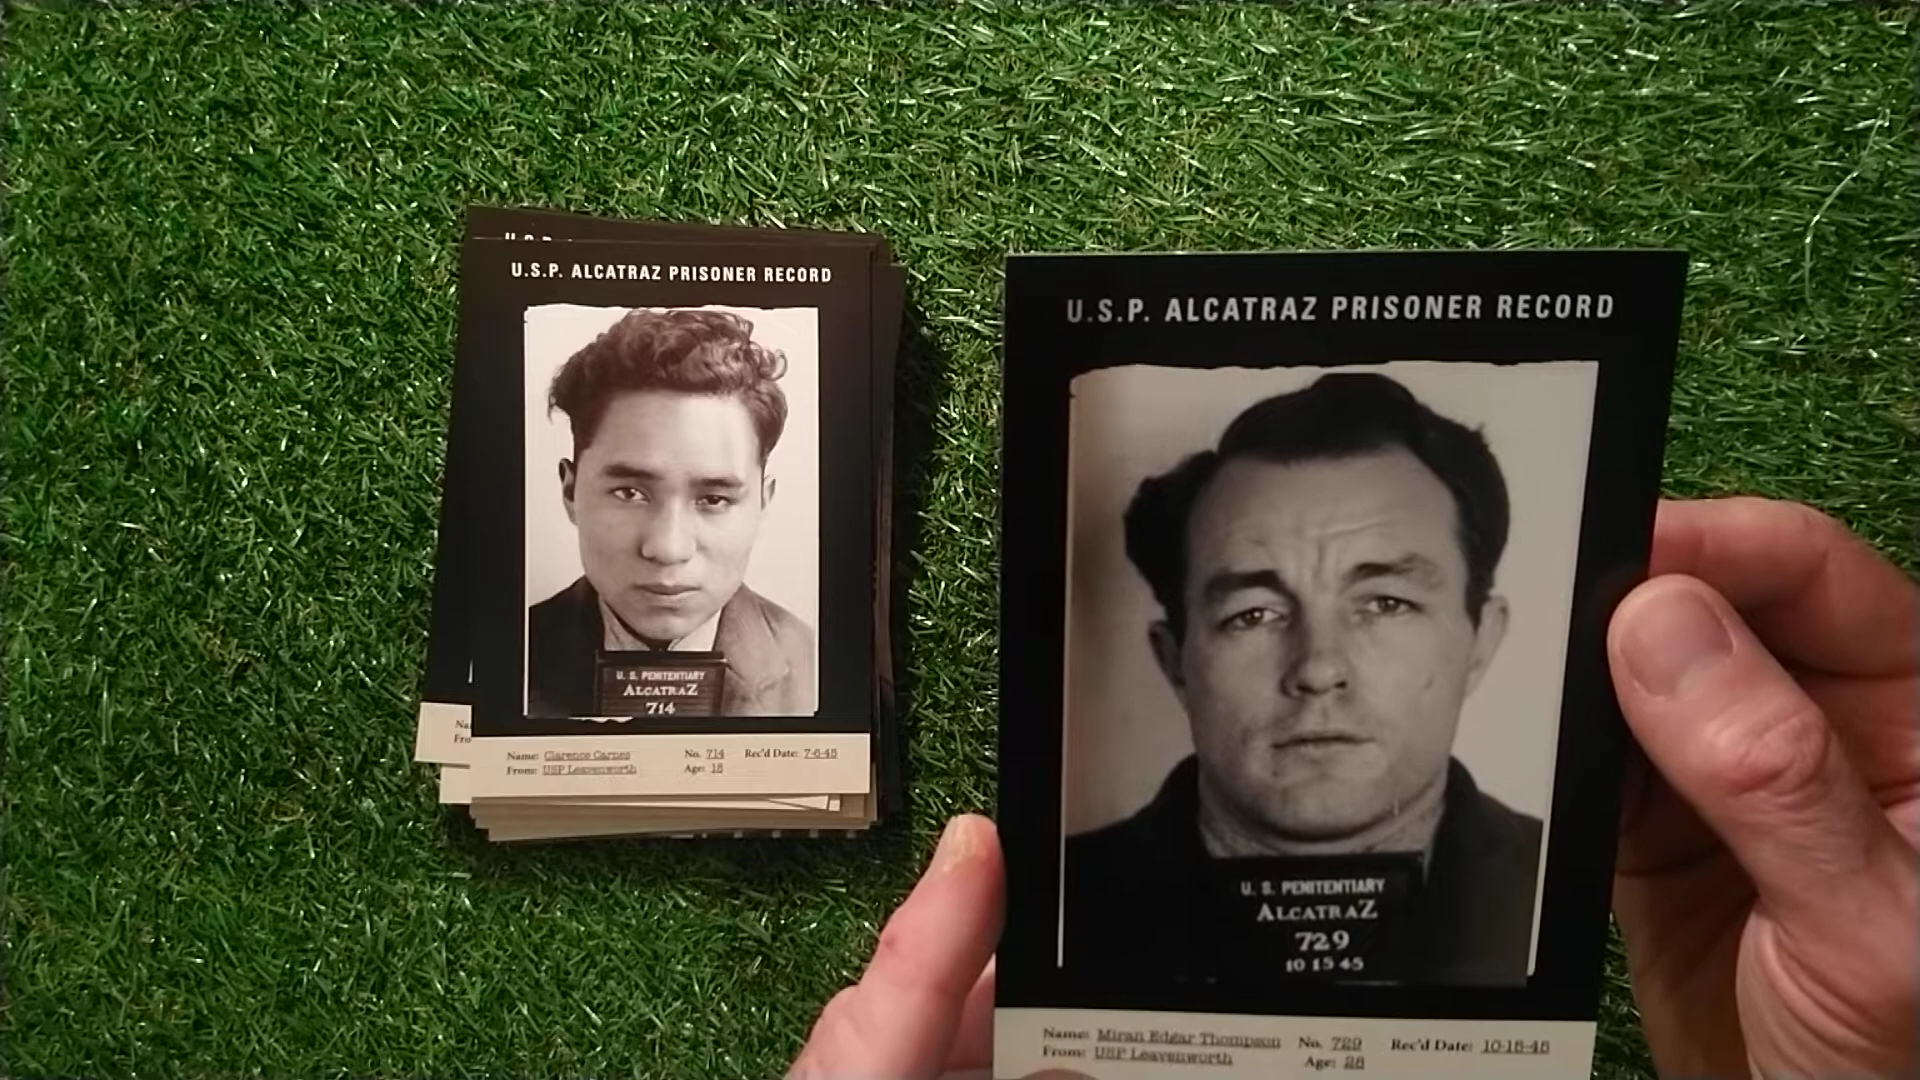 U.S.P. ALCATRAZ PRISONER RECORD
U. S. PENITENTIARY
ALCATRAZ
714
Name: Clarence Carnes No. 714 Rec'd Date: 7-6-45
From: USP Leavenworth Age: 18
U.S.P. ALCATRAZ PRISONER RECORD
U. S. PENITENTIARY
ALCATRAZ
729
10 15 45
Name: Miran Edgar Thompson No. 729 Rec'd Date: 10-15-45
From: USP Leavenworth Age: 28